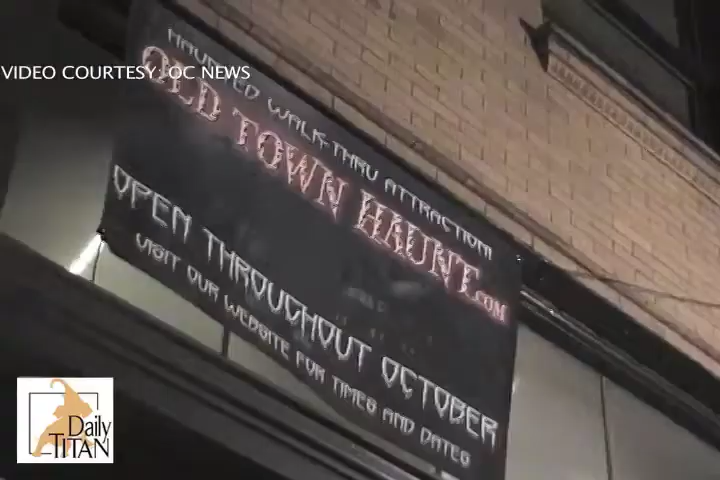 VIDEO COURTESY: OC NEWS
HAUNTED WALK-THRU ATTRACTION!
OLD TOWN HAUNT.COM
OPEN THROUGHOUT OCTOBER
VISIT OUR WEBSITE FOR TIMES AND DATES
Daily
TITAN